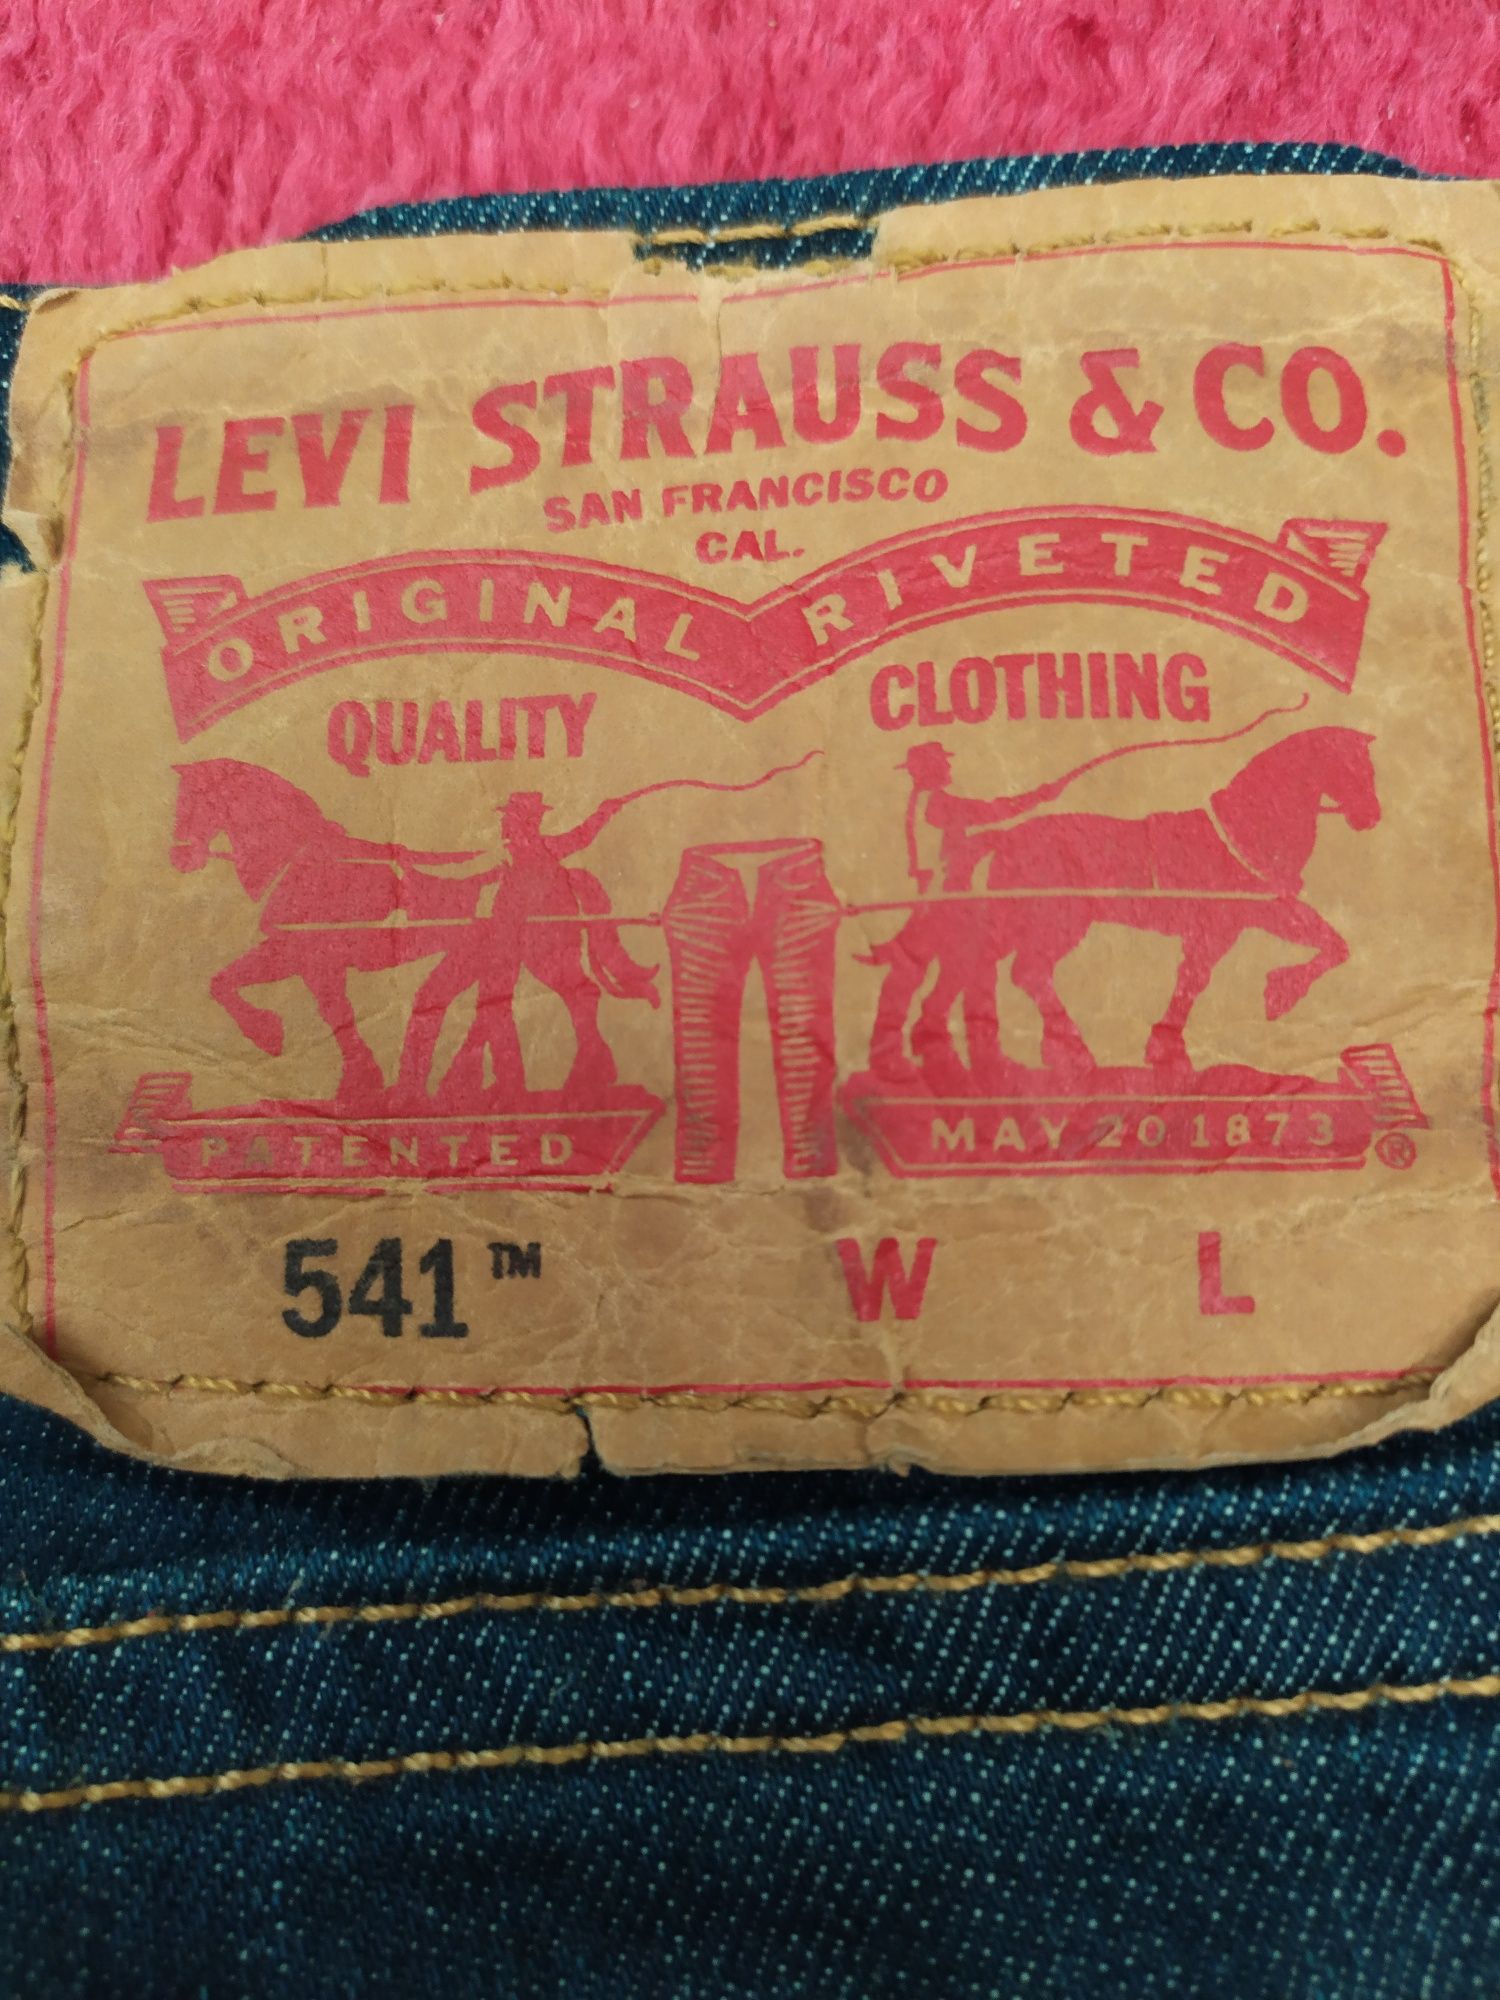 LEVI STRAUSS & CO.
SAN FRANCISCO
CAL.
ORIGINAL RIVETED
QUALITY CLOTHING
PATENTED MAY 20 1873 ®
541™ W L